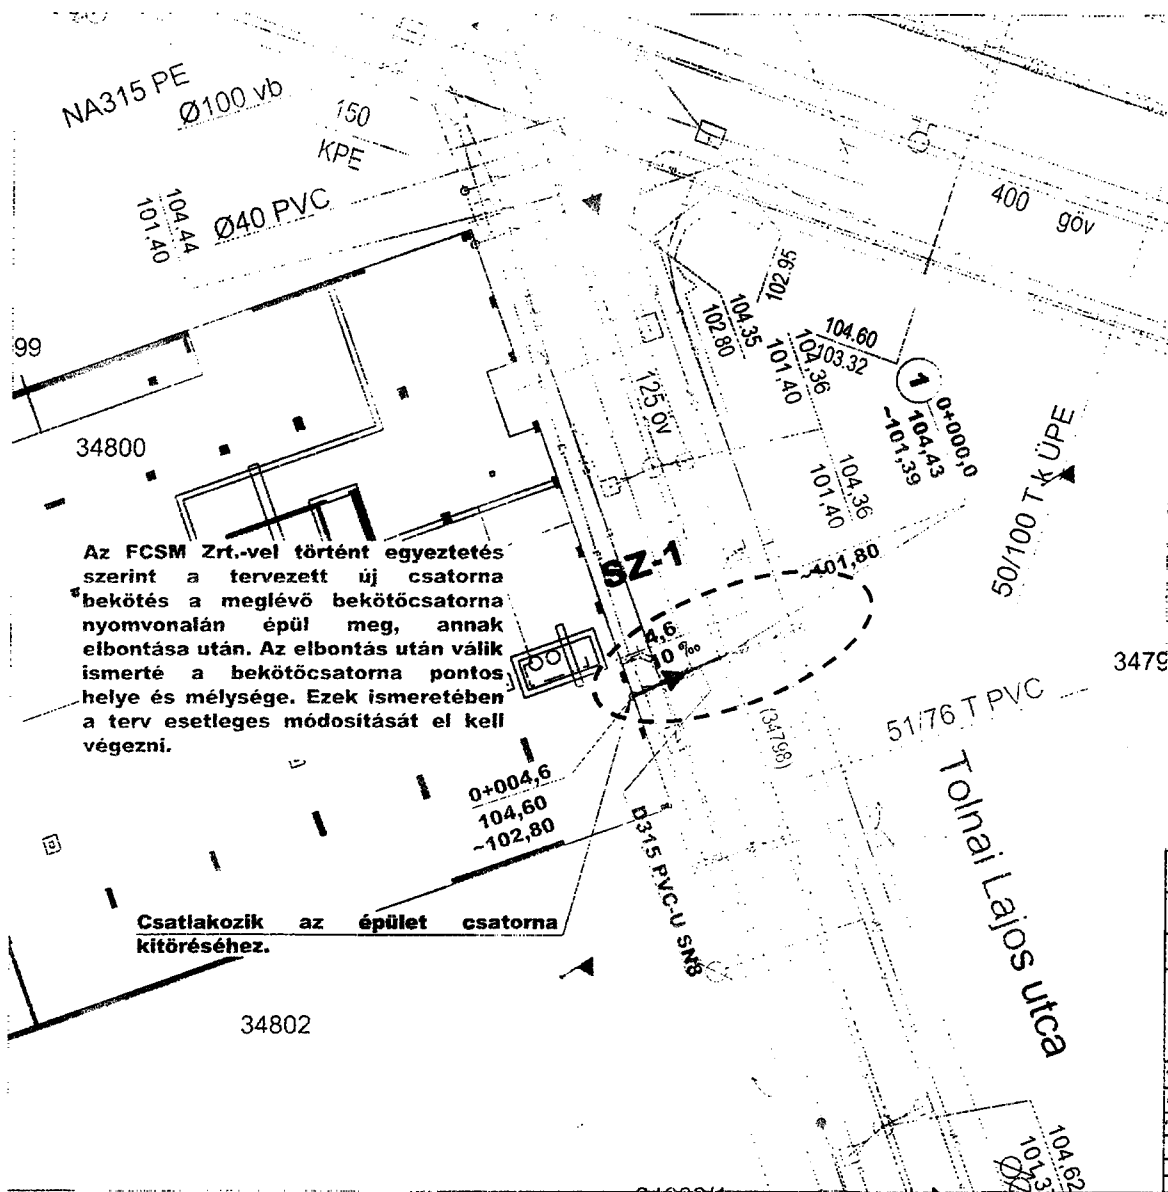 NA315 PE
Ø100 vb
150
KPE
104,44
101,40
Ø40 PVC
400 göv
102.95
104.35
102.80
104.60
103.32
104,36
101,40
1
0+000,0
104,43
~101,39
99
125 öv
34800
104,36
101,40
50/100 T k ÜPE
Az FCSM Zrt.-vel történt egyeztetés
szerint a tervezett új csatorna
bekötés a meglévő bekötőcsatorna
nyomvonalán épül meg, annak
elbontása után. Az elbontás után válik
ismerté a bekötőcsatorna pontos
helye és mélysége. Ezek ismeretében
a terv esetleges módosítását el kell
végezni.
SZ-1
~101,80
4,6
10 ‰
3479
51/76 T PVC
(34798)
Tolnai Lajos utca
0+004,6
104,60
~102,80
D315 PVC-U SN8
Csatlakozik az épület csatorna
kitöréséhez.
34802
104,62
101,3